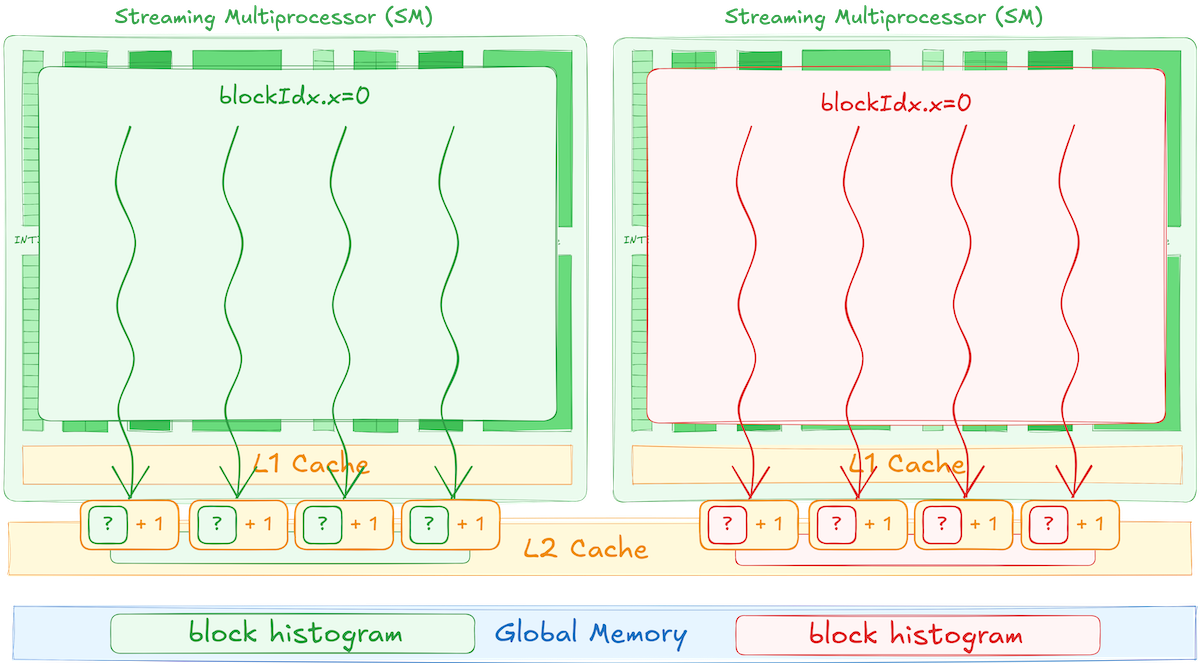 Streaming Multiprocessor (SM)
Streaming Multiprocessor (SM)
blockIdx.x=0
blockIdx.x=0
INT
INT
L1 Cache
L1 Cache
? + 1
? + 1
? + 1
? + 1
? + 1
? + 1
? + 1
? + 1
L2 Cache
block histogram
Global Memory
block histogram